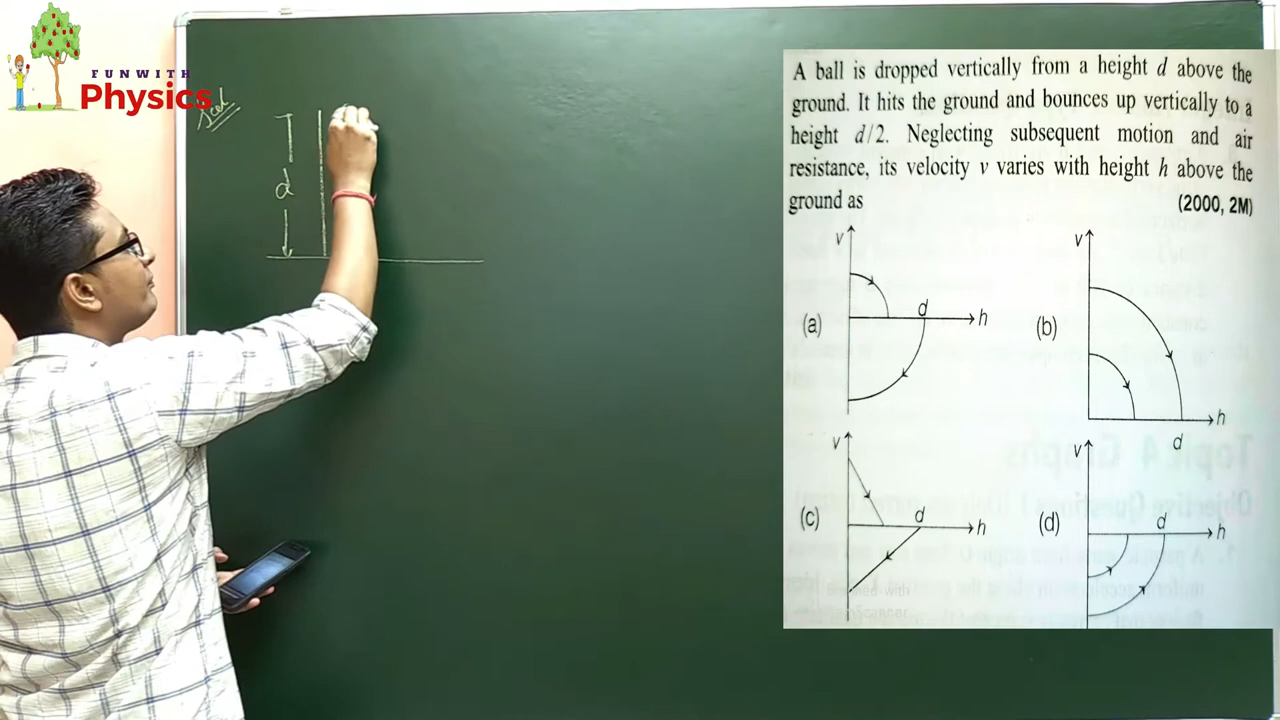 FUNWITH
Physics
Sol
d
A ball is dropped vertically from a height d above the
ground. It hits the ground and bounces up vertically to a
height d/2. Neglecting subsequent motion and air
resistance, its velocity v varies with height h above the
ground as (2000, 2M)
v
d
h
(a)
v
(b)
h
d
v
(c)
d
h
v
(d)
d
h